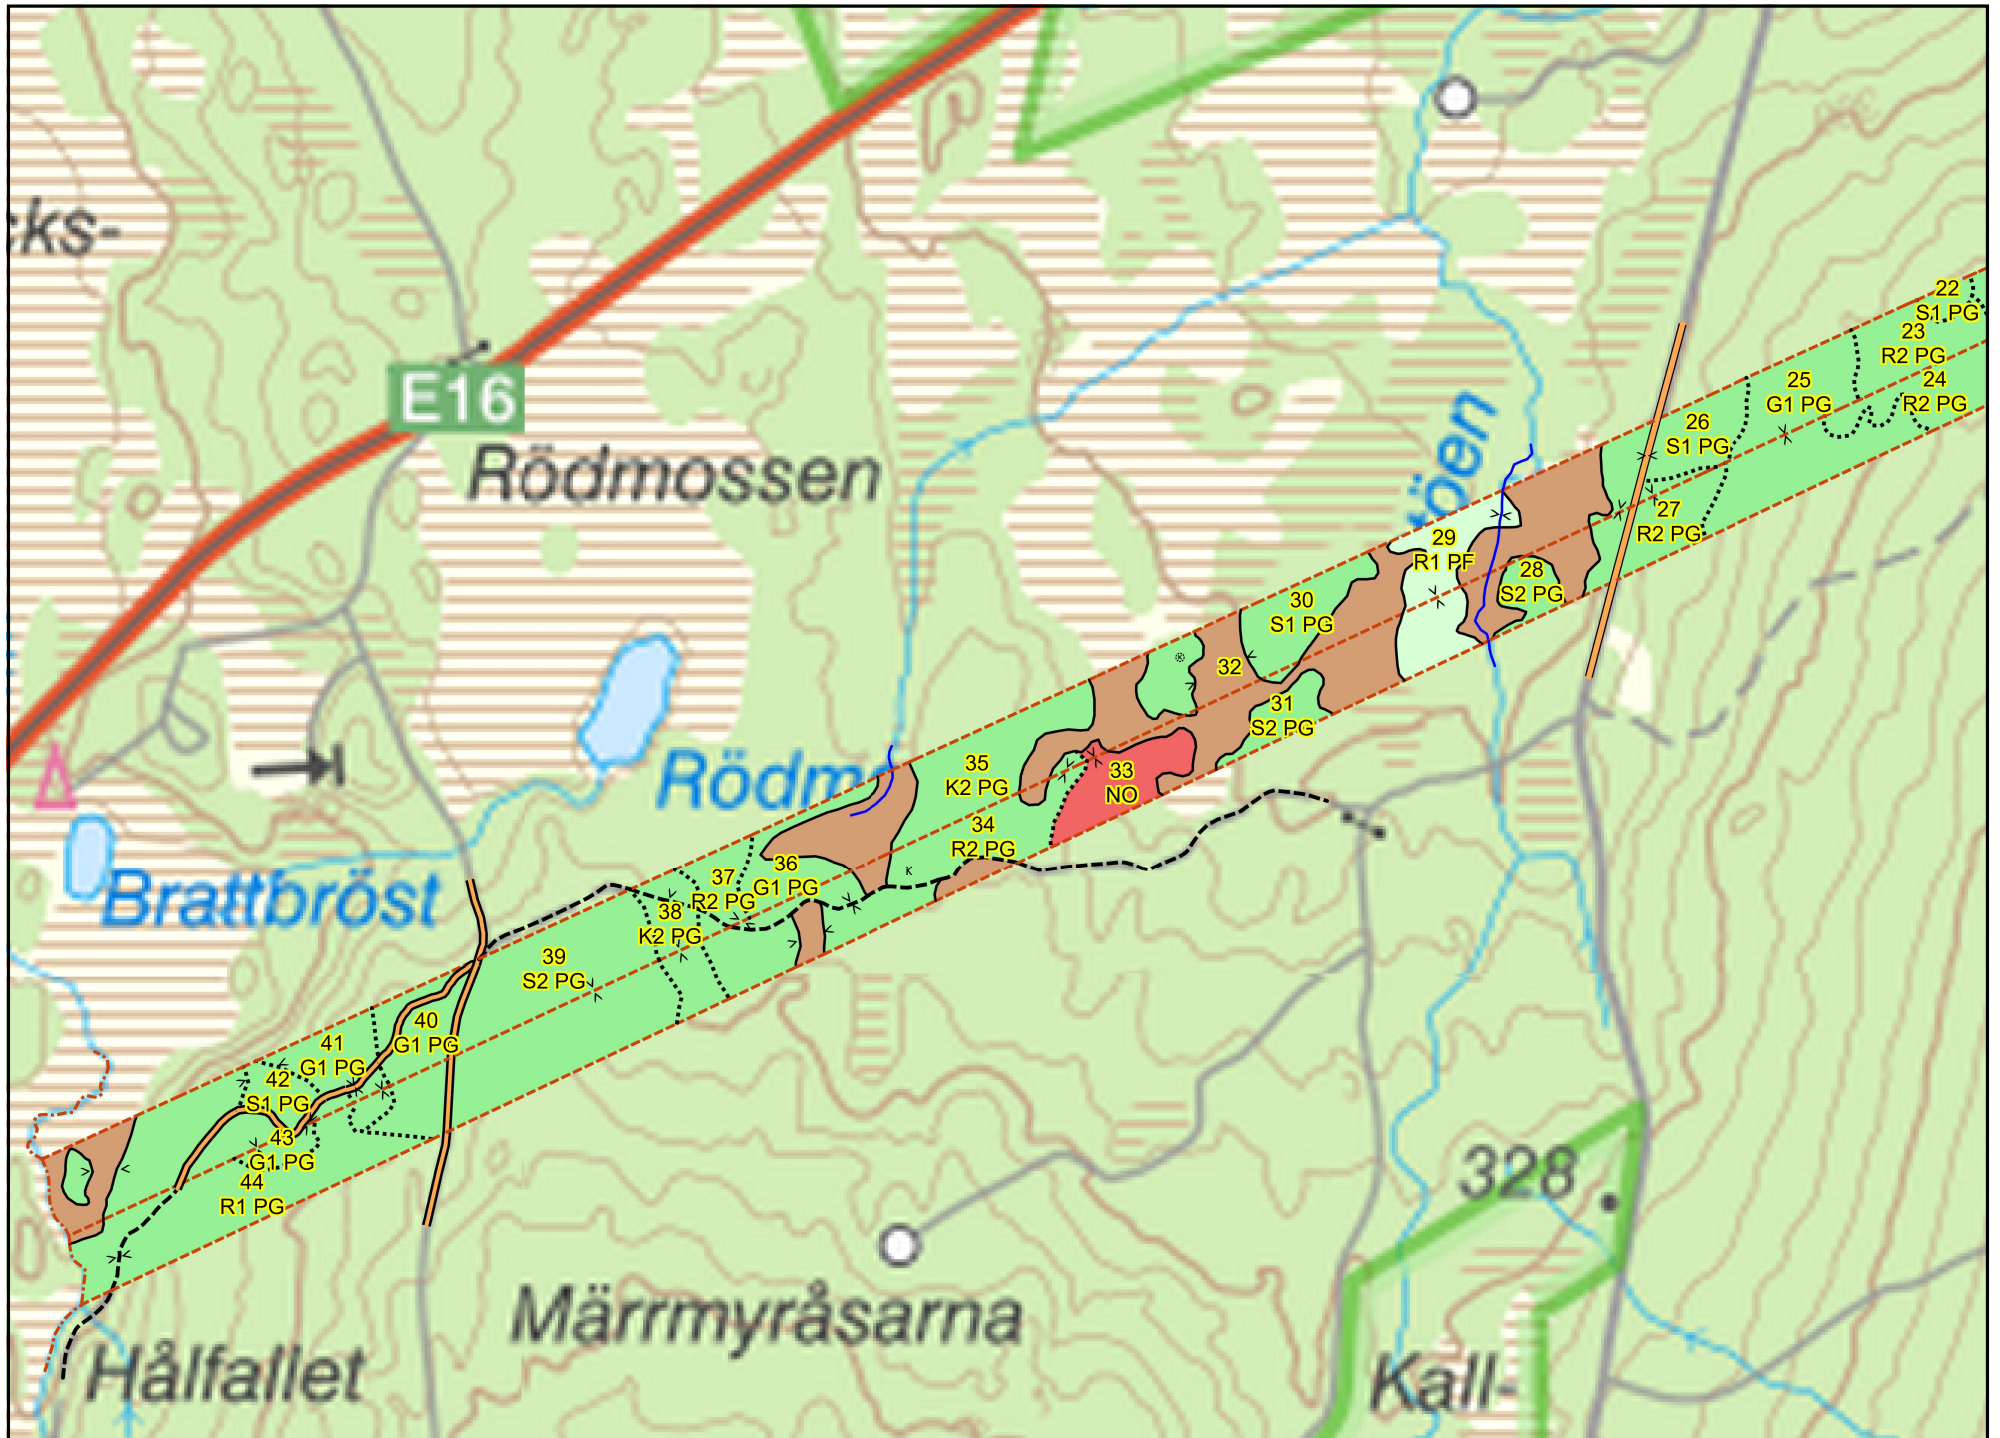 cks-
E16
Rödmossen
22
S1 PG
23
R2 PG
24
R2 PG
25
G1 PG
26
S1 PG
27
R2 PG
töen
29
R1 PF
28
S2 PG
30
S1 PG
32
31
S2 PG
Rödm
35
K2 PG
33
NO
34
R2 PG
36
G1 PG
37
R2 PG
38
K2 PG
Brattbröst
39
S2 PG
40
G1 PG
41
G1 PG
42
S1 PG
43
G1 PG
44
R1 PG
328
Märrmyråsarna
Hålfallet
Kall-
K